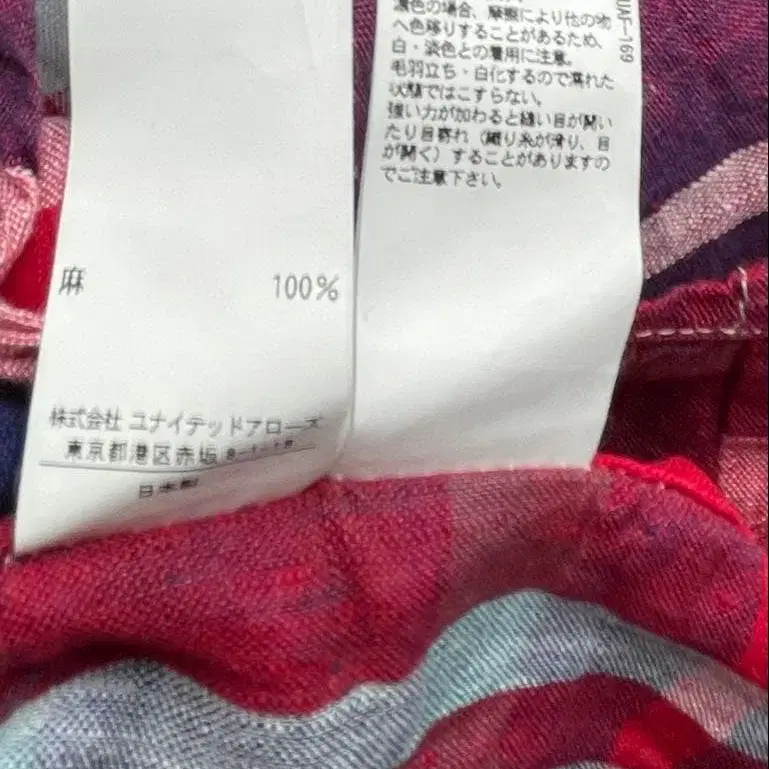 麻 100%
株式会社 ユナイテッドアローズ
東京都港区赤坂 8-1-19
日本製
濃色の場合、摩擦により他の物
へ色移りすることがあるため、
白・淡色との着用に注意。
毛羽立ち・白化するので濡れた
状態ではこすらない。
強い力が加わると縫い目が開い
たり目寄れ（織り糸が滑り、目
が開く）することがありますの
でご注意下さい。
UAF-169